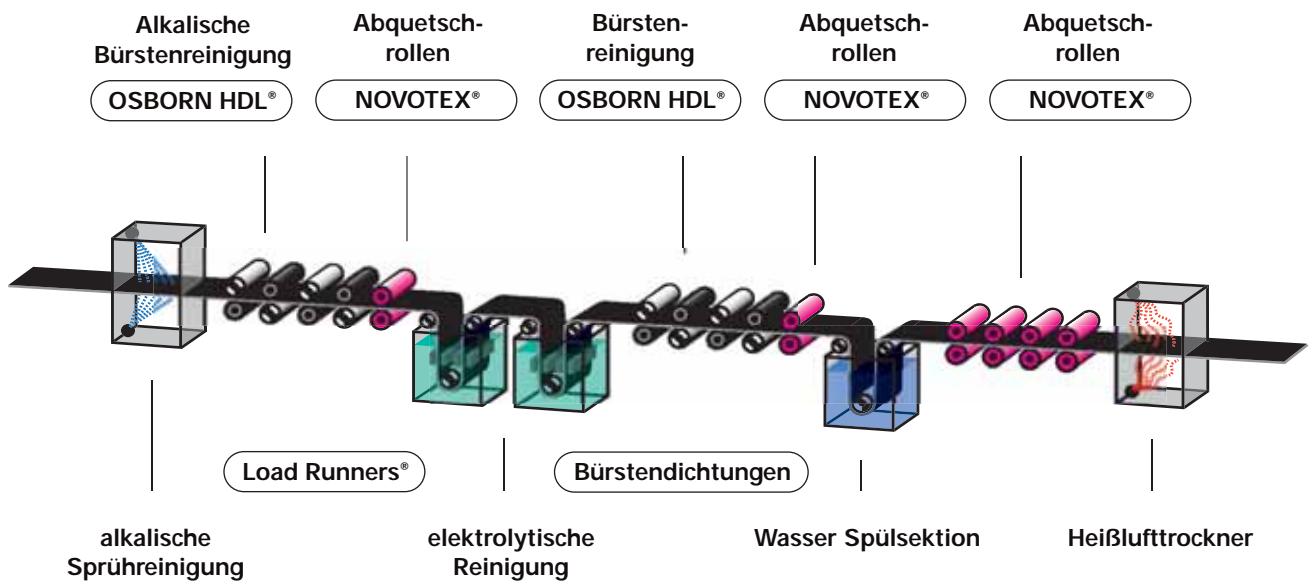 Alkalische
Bürstenreinigung
OSBORN HDL®
Abquetsch-
rollen
NOVOTEX®
Bürsten-
reinigung
OSBORN HDL®
Abquetsch-
rollen
NOVOTEX®
Abquetsch-
rollen
NOVOTEX®
Load Runners®
Bürstendichtungen
alkalische
Sprühreinigung
elektrolytische
Reinigung
Wasser Spülsektion
Heißlufttrockner